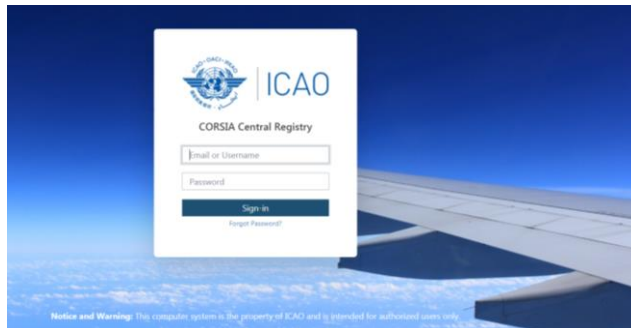 ICAO
CORSIA Central Registry
Email or Username
Password
Sign-in
Forgot Password?
Notice and Warning: This computer system is the property of ICAO and is intended for authorized users only.